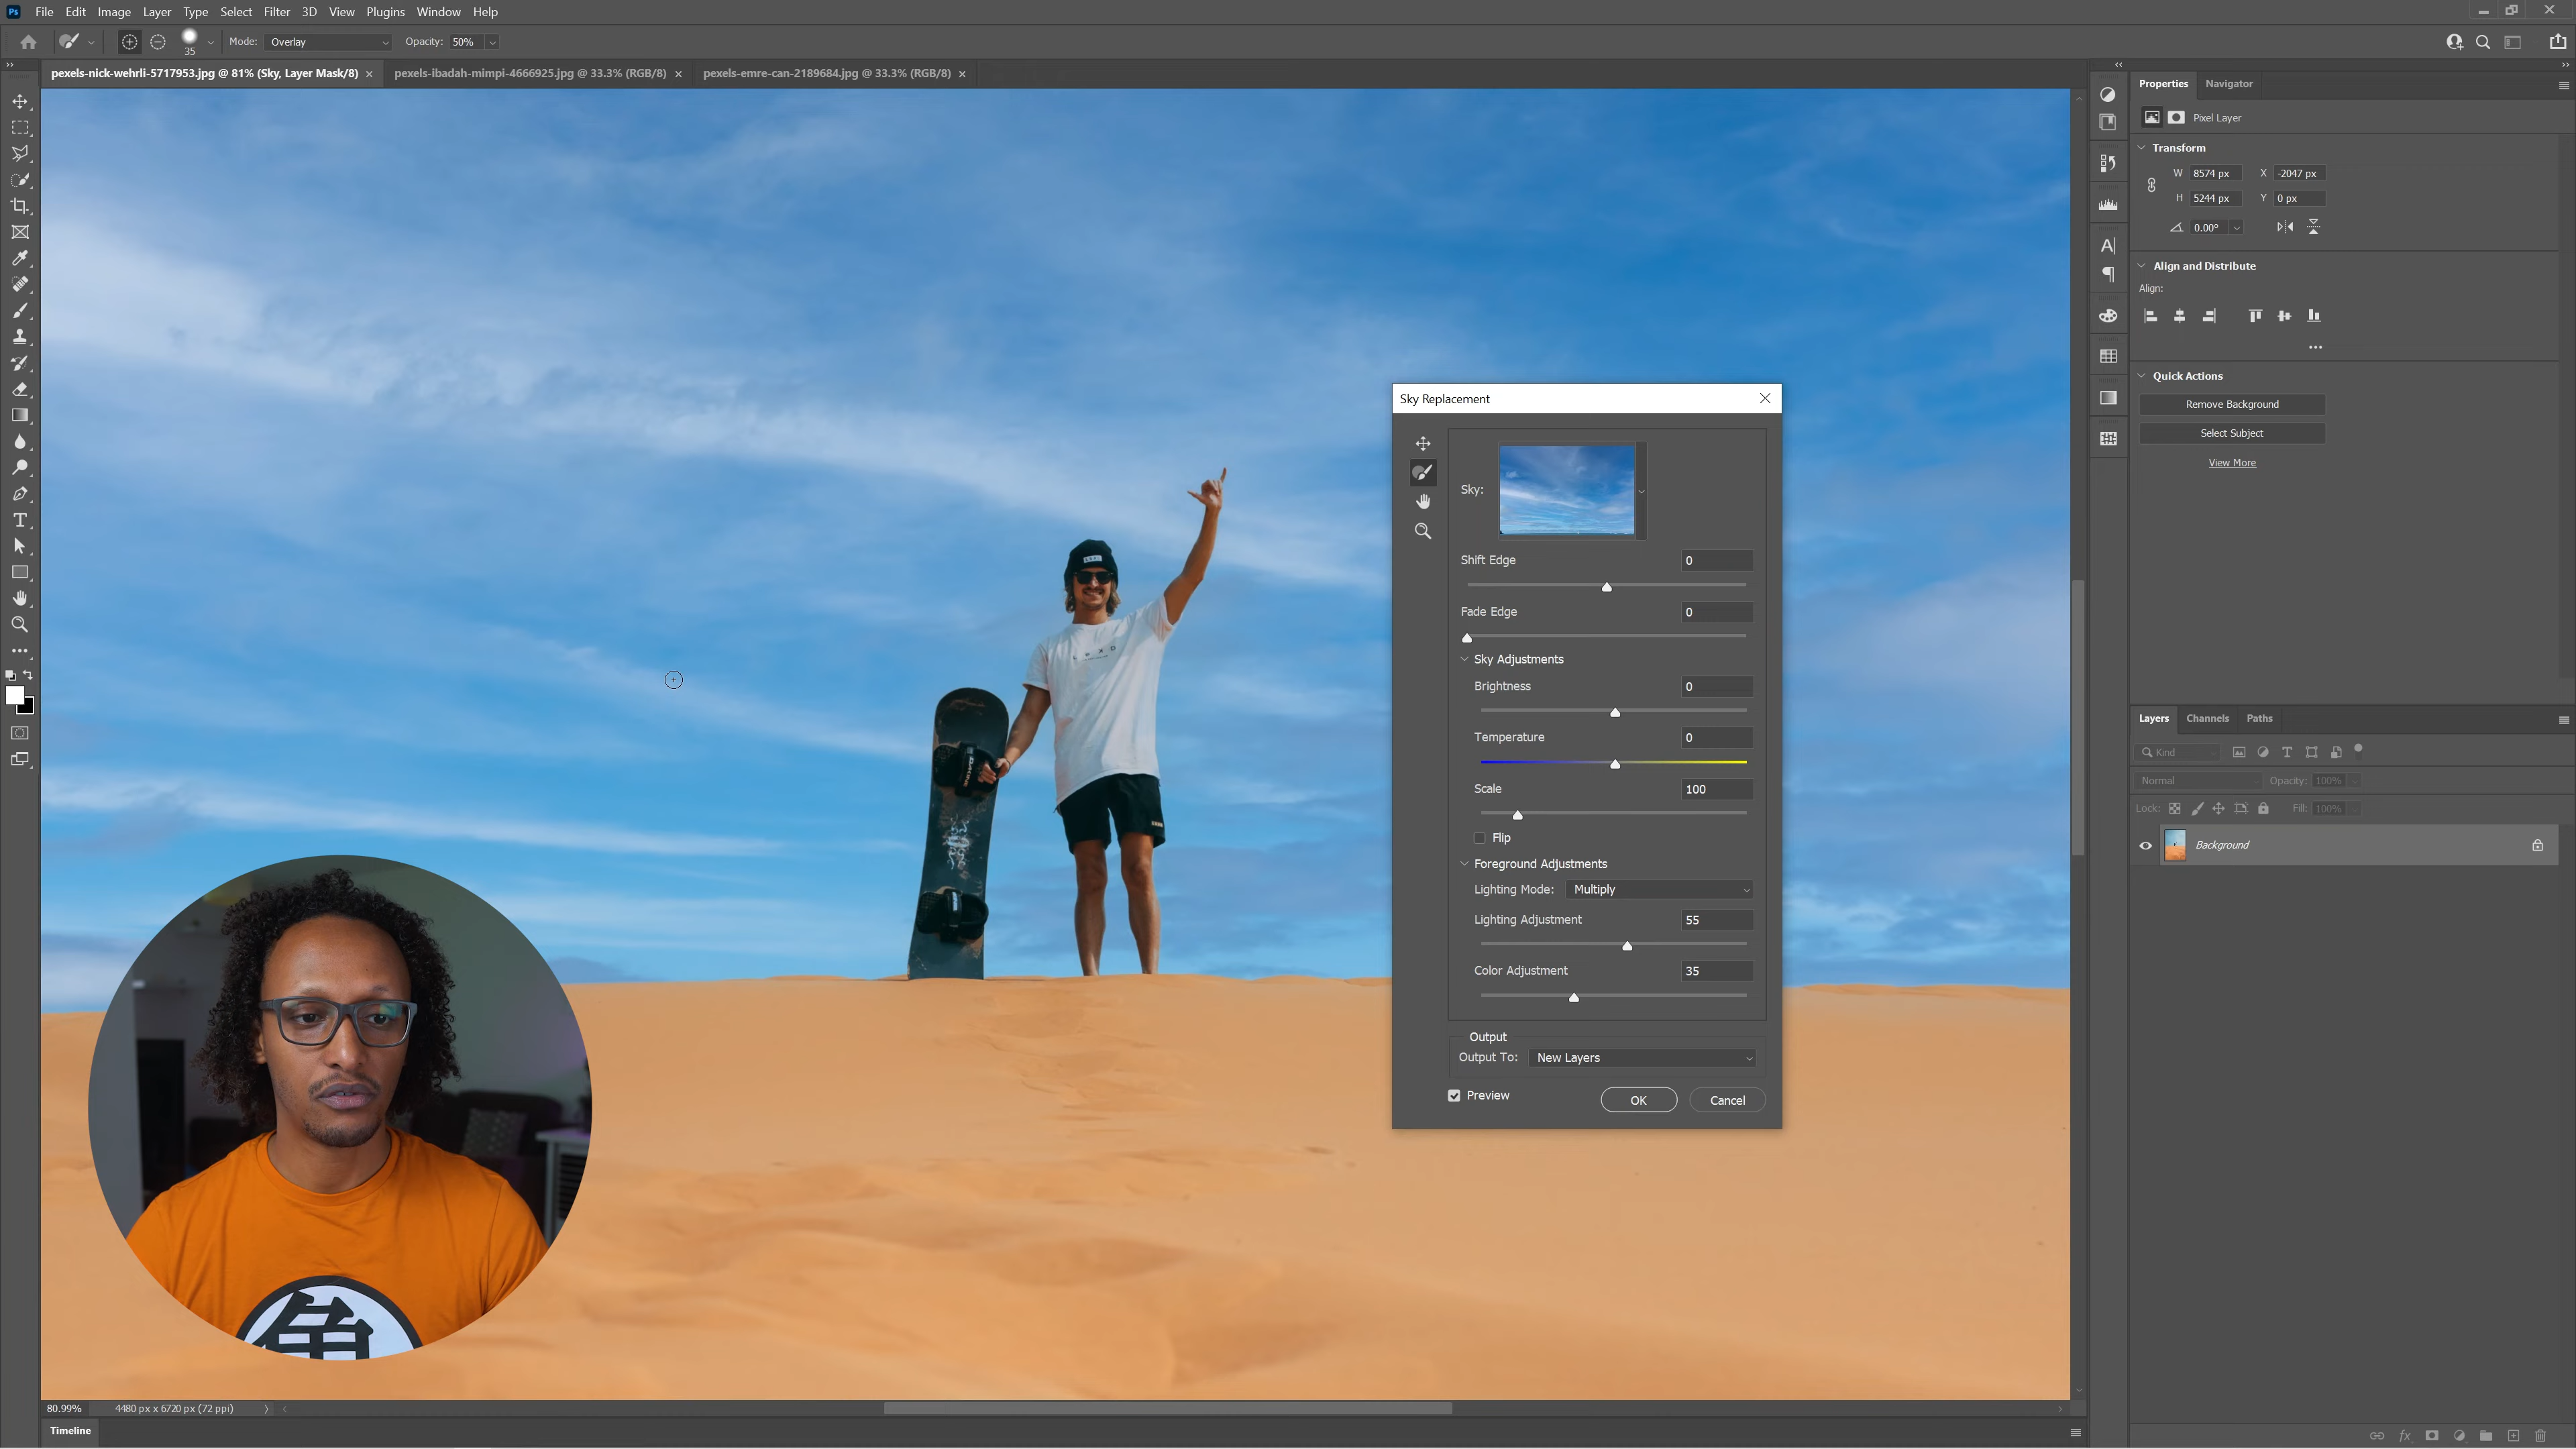 Ps File Edit Image Layer Type Select Filter 3D View Plugins Window Help
35 Mode: Overlay Opacity: 50%
pexels-nick-wehrli-5717953.jpg @ 81% (Sky, Layer Mask/8) pexels-ibadah-mimpi-4666925.jpg @ 33.3% (RGB/8) pexels-emre-can-2189684.jpg @ 33.3% (RGB/8)
Properties Navigator
Pixel Layer
Transform
W 8574 px X -2047 px
H 5244 px Y 0 px
0.00°
Align and Distribute
Align:
Quick Actions
Remove Background
Select Subject
View More
Sky Replacement
Sky:
Shift Edge 0
Fade Edge 0
Sky Adjustments
Brightness 0
Temperature 0
Scale 100
Flip
Foreground Adjustments
Lighting Mode: Multiply
Lighting Adjustment 55
Color Adjustment 35
Output
Output To: New Layers
Preview OK Cancel
Layers Channels Paths
Kind
Normal Opacity: 100%
Lock: Fill: 100%
Background
亀
80.99% 4480 px x 6720 px (72 ppi)
Timeline